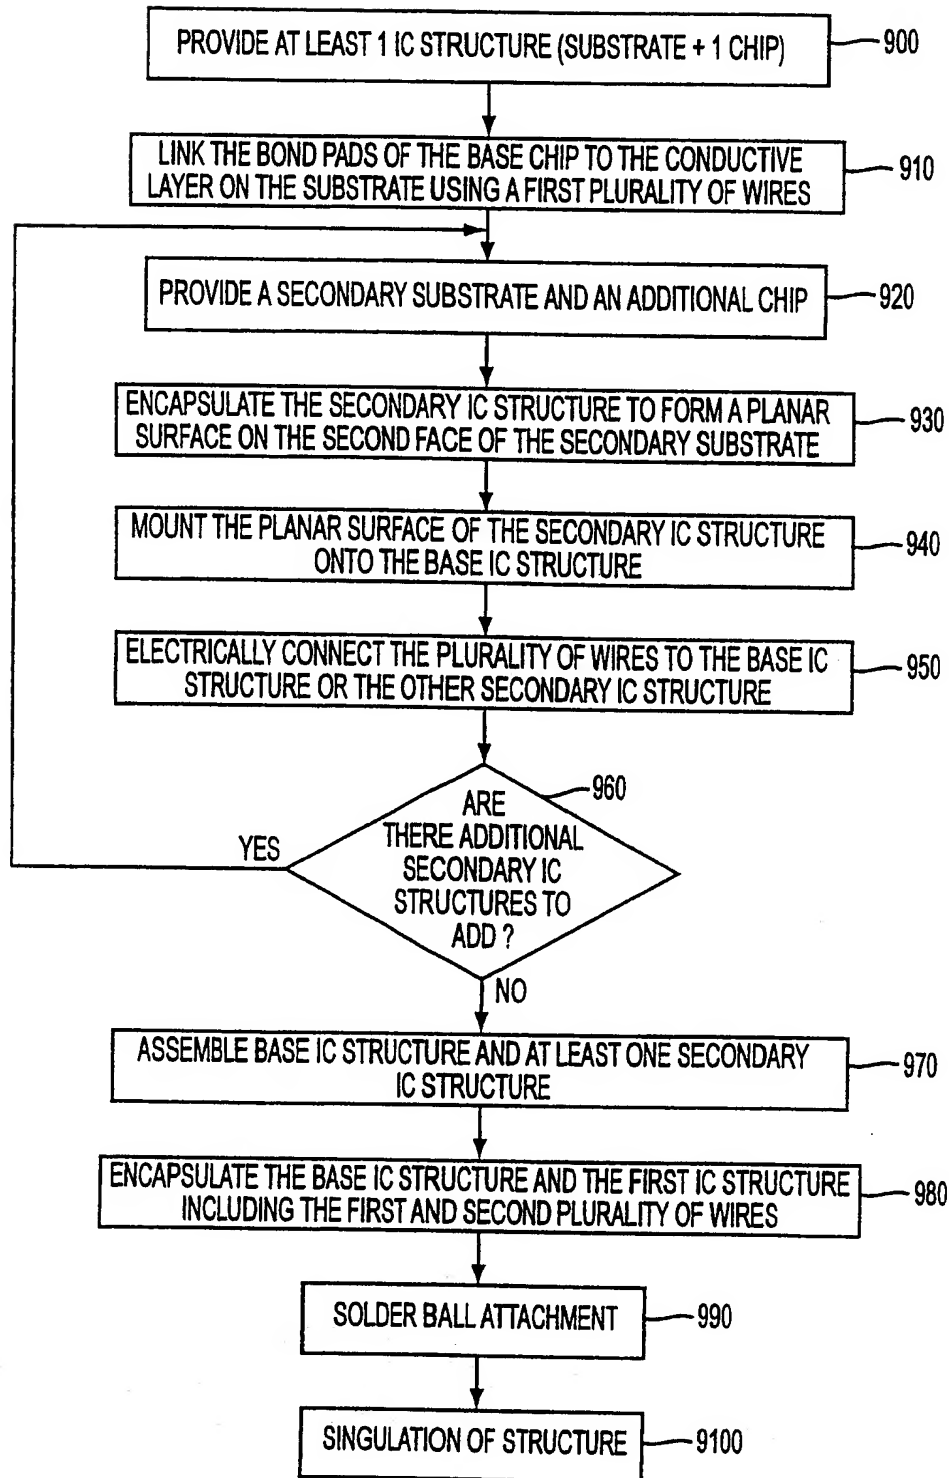 PROVIDE AT LEAST 1 IC STRUCTURE (SUBSTRATE + 1 CHIP)
900
LINK THE BOND PADS OF THE BASE CHIP TO THE CONDUCTIVE
LAYER ON THE SUBSTRATE USING A FIRST PLURALITY OF WIRES
910
PROVIDE A SECONDARY SUBSTRATE AND AN ADDITIONAL CHIP
920
ENCAPSULATE THE SECONDARY IC STRUCTURE TO FORM A PLANAR
SURFACE ON THE SECOND FACE OF THE SECONDARY SUBSTRATE
930
MOUNT THE PLANAR SURFACE OF THE SECONDARY IC STRUCTURE
ONTO THE BASE IC STRUCTURE
940
ELECTRICALLY CONNECT THE PLURALITY OF WIRES TO THE BASE IC
STRUCTURE OR THE OTHER SECONDARY IC STRUCTURE
950
960
ARE
THERE ADDITIONAL
SECONDARY IC
STRUCTURES TO
ADD ?
YES
NO
ASSEMBLE BASE IC STRUCTURE AND AT LEAST ONE SECONDARY
IC STRUCTURE
970
ENCAPSULATE THE BASE IC STRUCTURE AND THE FIRST IC STRUCTURE
INCLUDING THE FIRST AND SECOND PLURALITY OF WIRES
980
SOLDER BALL ATTACHMENT
990
SINGULATION OF STRUCTURE
9100